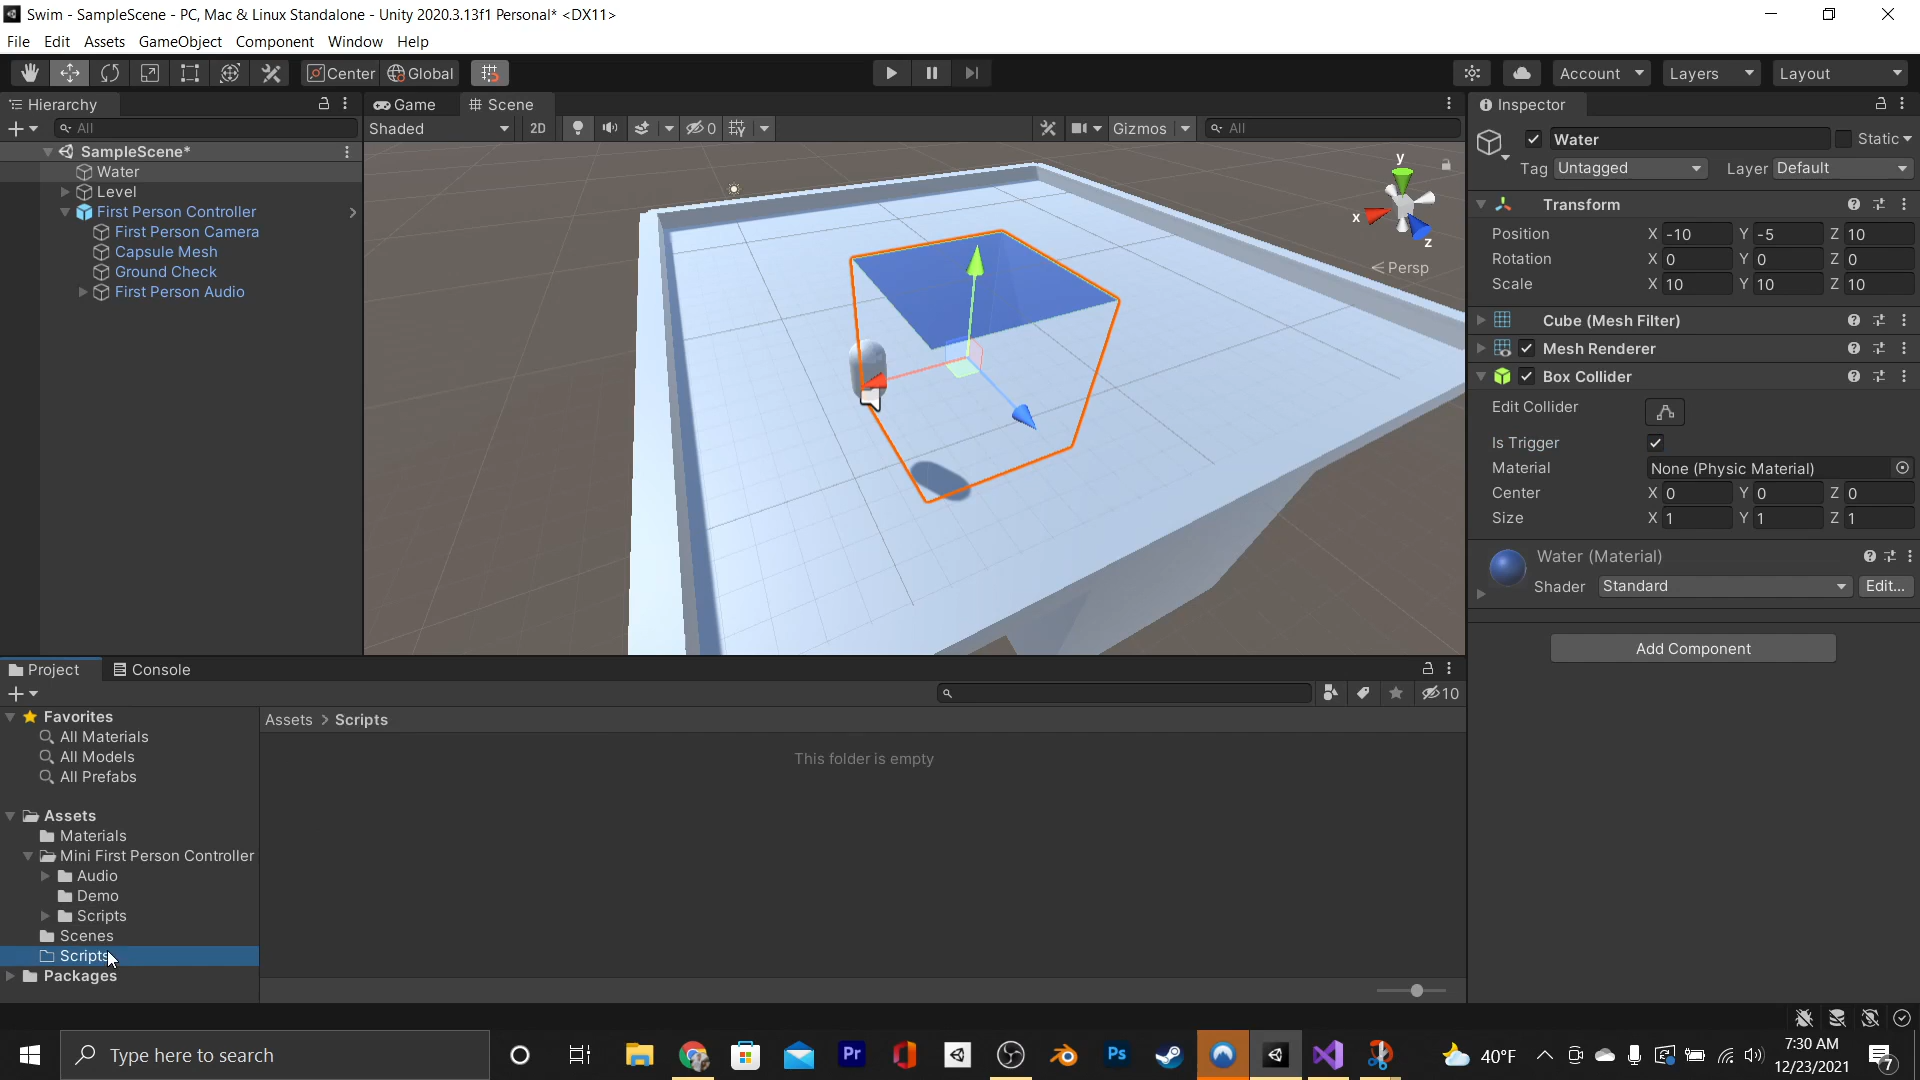 Swim - SampleScene - PC, Mac & Linux Standalone - Unity 2020.3.13f1 Personal* <DX11>
File Edit Assets GameObject Component Window Help
Center Global Account Layers Layout
Hierarchy
All
SampleScene*
Water
Level
First Person Controller
First Person Camera
Capsule Mesh
Ground Check
First Person Audio
Game Scene
Shaded 2D 0 Gizmos All
y
x
z
Persp
Inspector
Water Static
Tag Untagged Layer Default
Transform
Position X -10 Y -5 Z 10
Rotation X 0 Y 0 Z 0
Scale X 10 Y 10 Z 10
Cube (Mesh Filter)
Mesh Renderer
Box Collider
Edit Collider
Is Trigger
Material None (Physic Material)
Center X 0 Y 0 Z 0
Size X 1 Y 1 Z 1
Water (Material)
Shader Standard Edit...
Add Component
Project Console
10
Favorites
All Materials
All Models
All Prefabs
Assets
Materials
Mini First Person Controller
Audio
Demo
Scripts
Scenes
Scripts
Packages
Assets > Scripts
This folder is empty
Type here to search
Pr
Ps
40°F
7:30 AM
12/23/2021
7